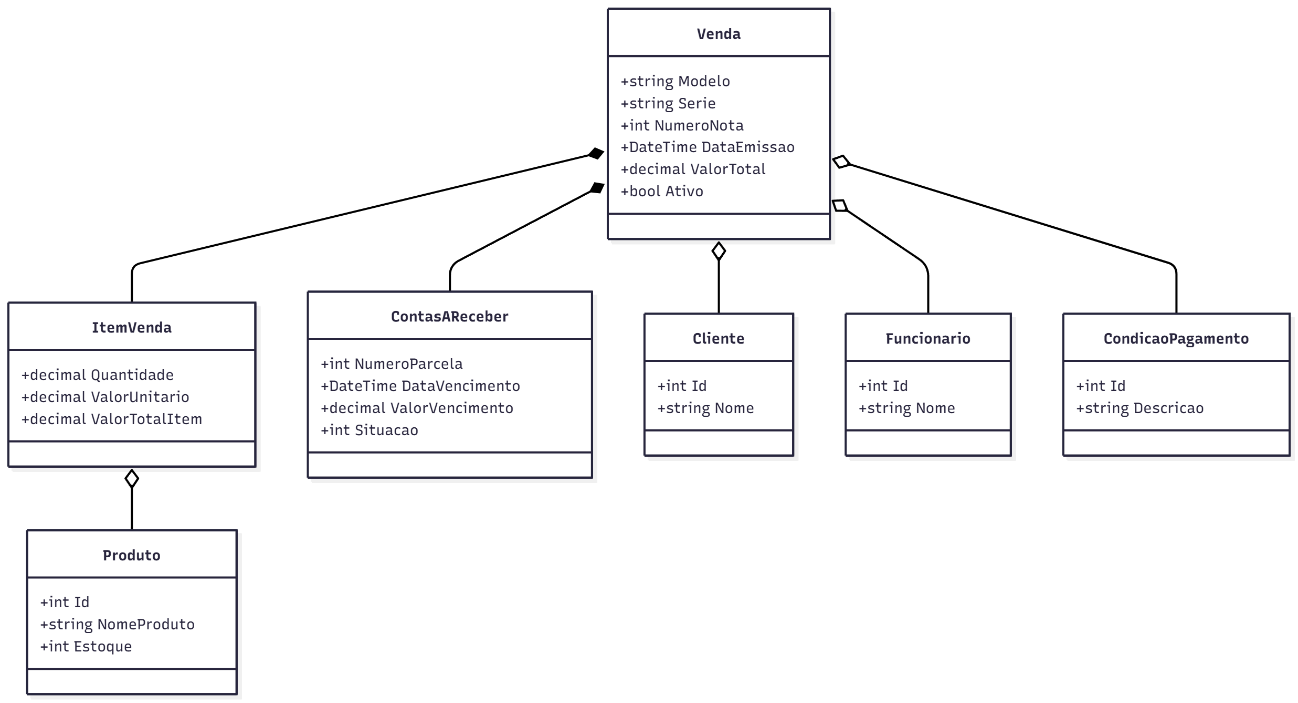 Venda
+string Modelo
+string Serie
+int NumeroNota
+DateTime DataEmissao
+decimal ValorTotal
+bool Ativo
ItemVenda
+decimal Quantidade
+decimal ValorUnitario
+decimal ValorTotalItem
ContasAReceber
+int NumeroParcela
+DateTime DataVencimento
+decimal ValorVencimento
+int Situacao
Cliente
+int Id
+string Nome
Funcionario
+int Id
+string Nome
CondicaoPagamento
+int Id
+string Descricao
Produto
+int Id
+string NomeProduto
+int Estoque